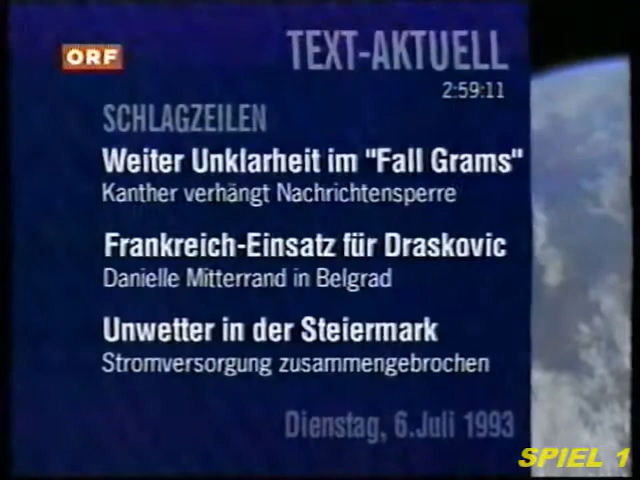 ORF
TEXT-AKTUELL
2:59:11
SCHLAGZEILEN
Weiter Unklarheit im "Fall Grams"
Kanther verhängt Nachrichtensperre
Frankreich-Einsatz für Draskovic
Danielle Mitterrand in Belgrad
Unwetter in der Steiermark
Stromversorgung zusammengebrochen
Dienstag, 6.Juli 1993
SPIEL 1